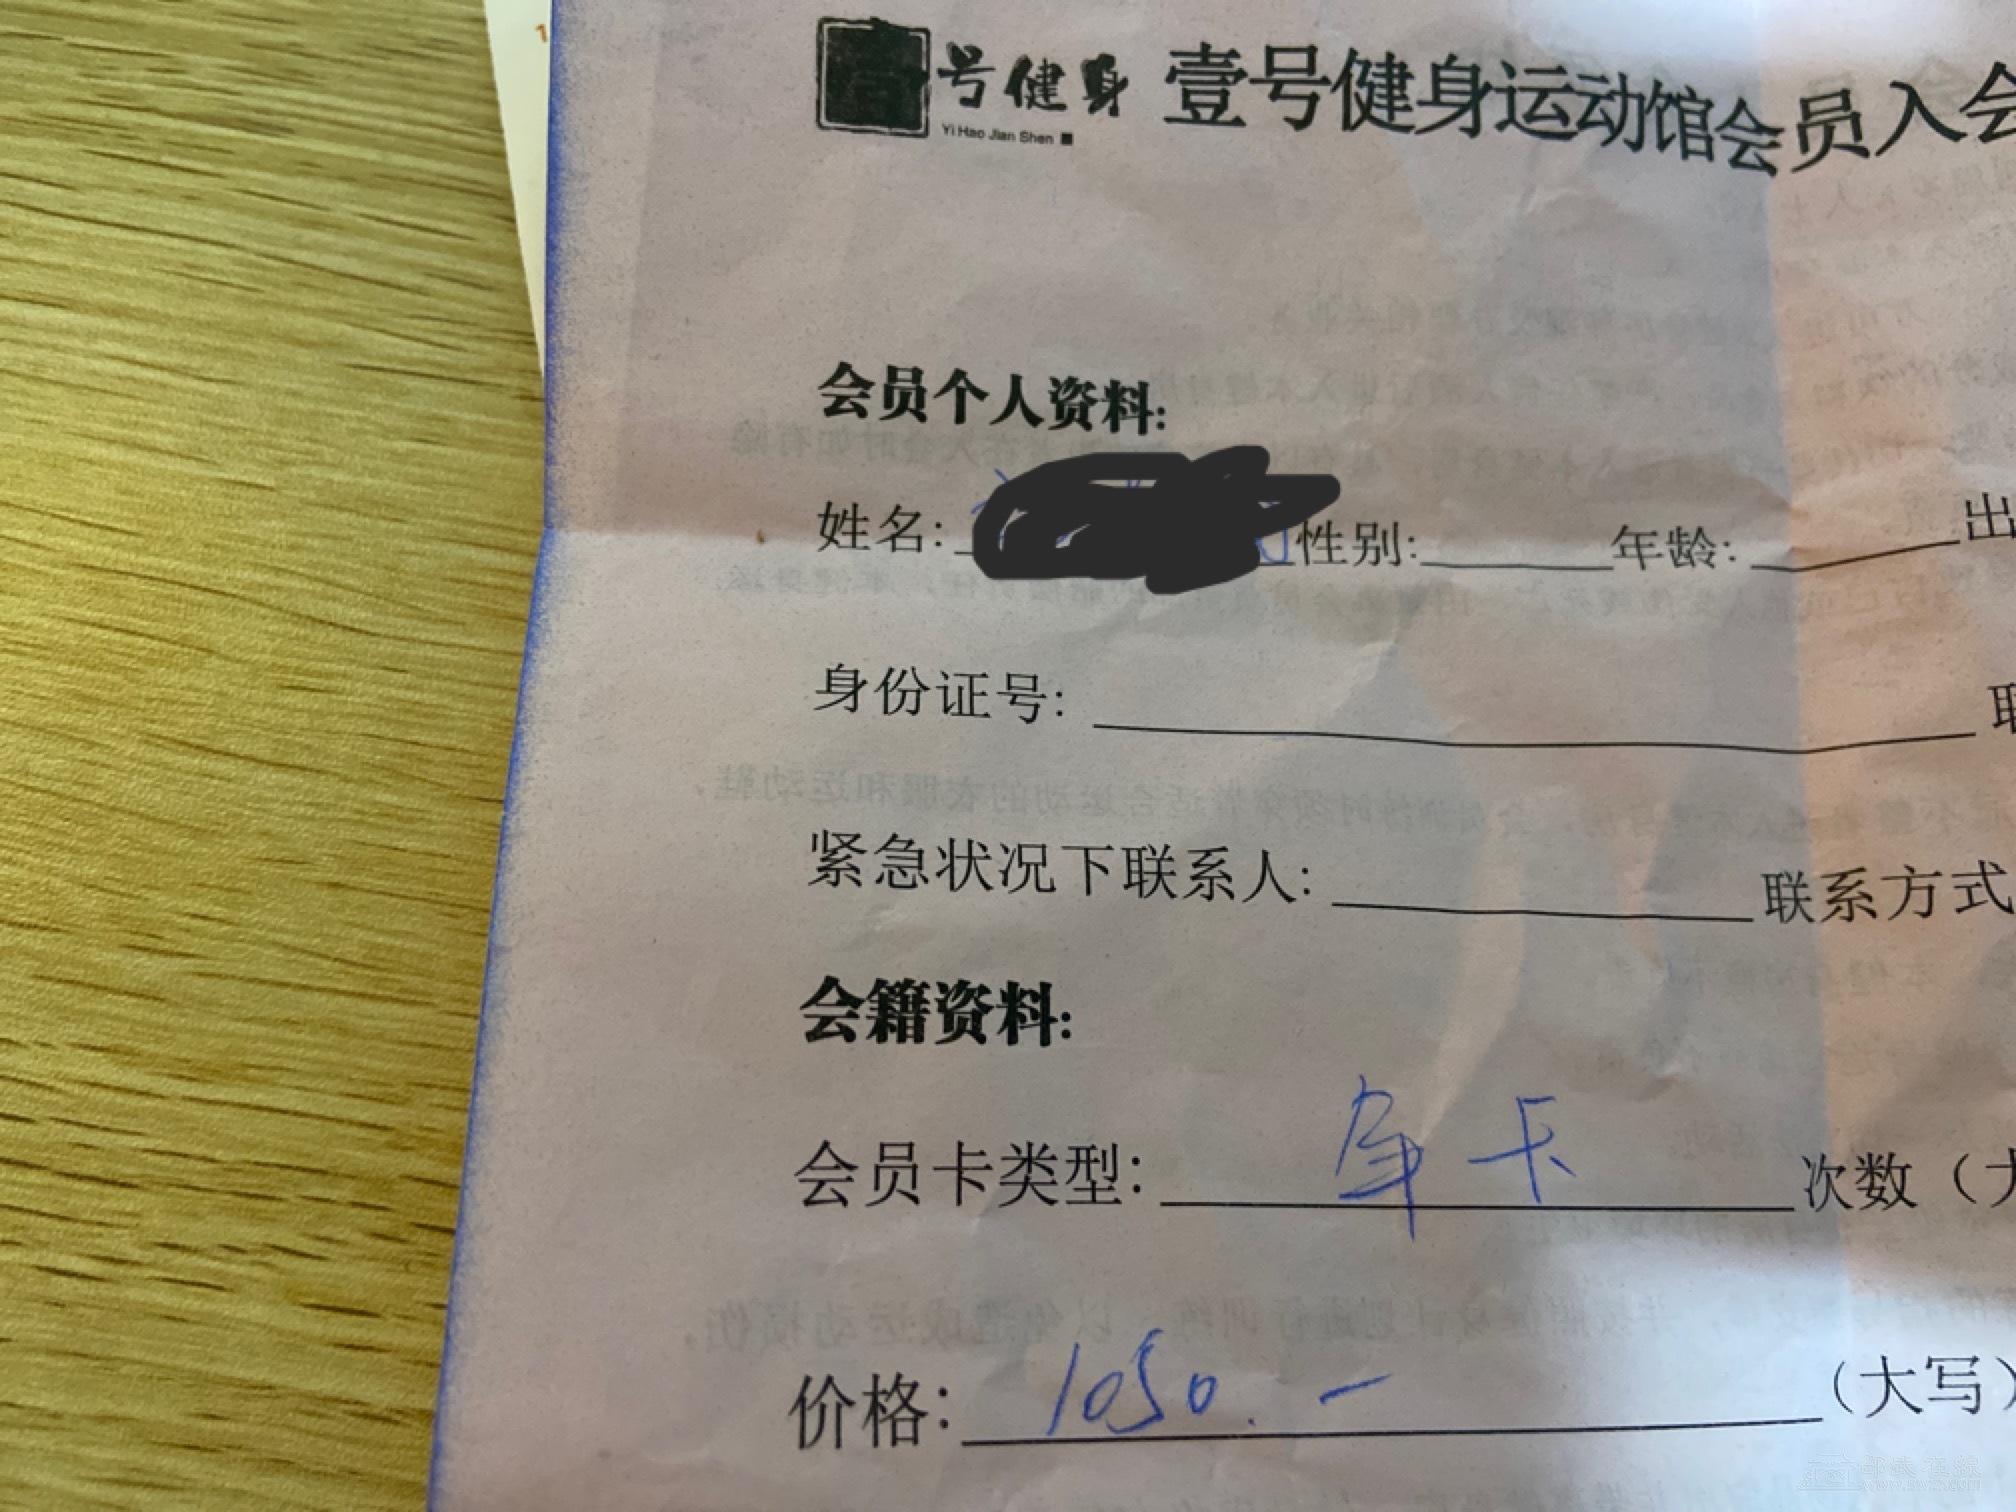 壹号健身 壹号健身运动馆会员入会
Yi Hao Jian Shen
会员个人资料:
姓名: 性别: 年龄: 出
身份证号:
紧急状况下联系人: 联系方式
会籍资料:
会员卡类型: 年卡 次数（大
价格: 1050.- （大写）